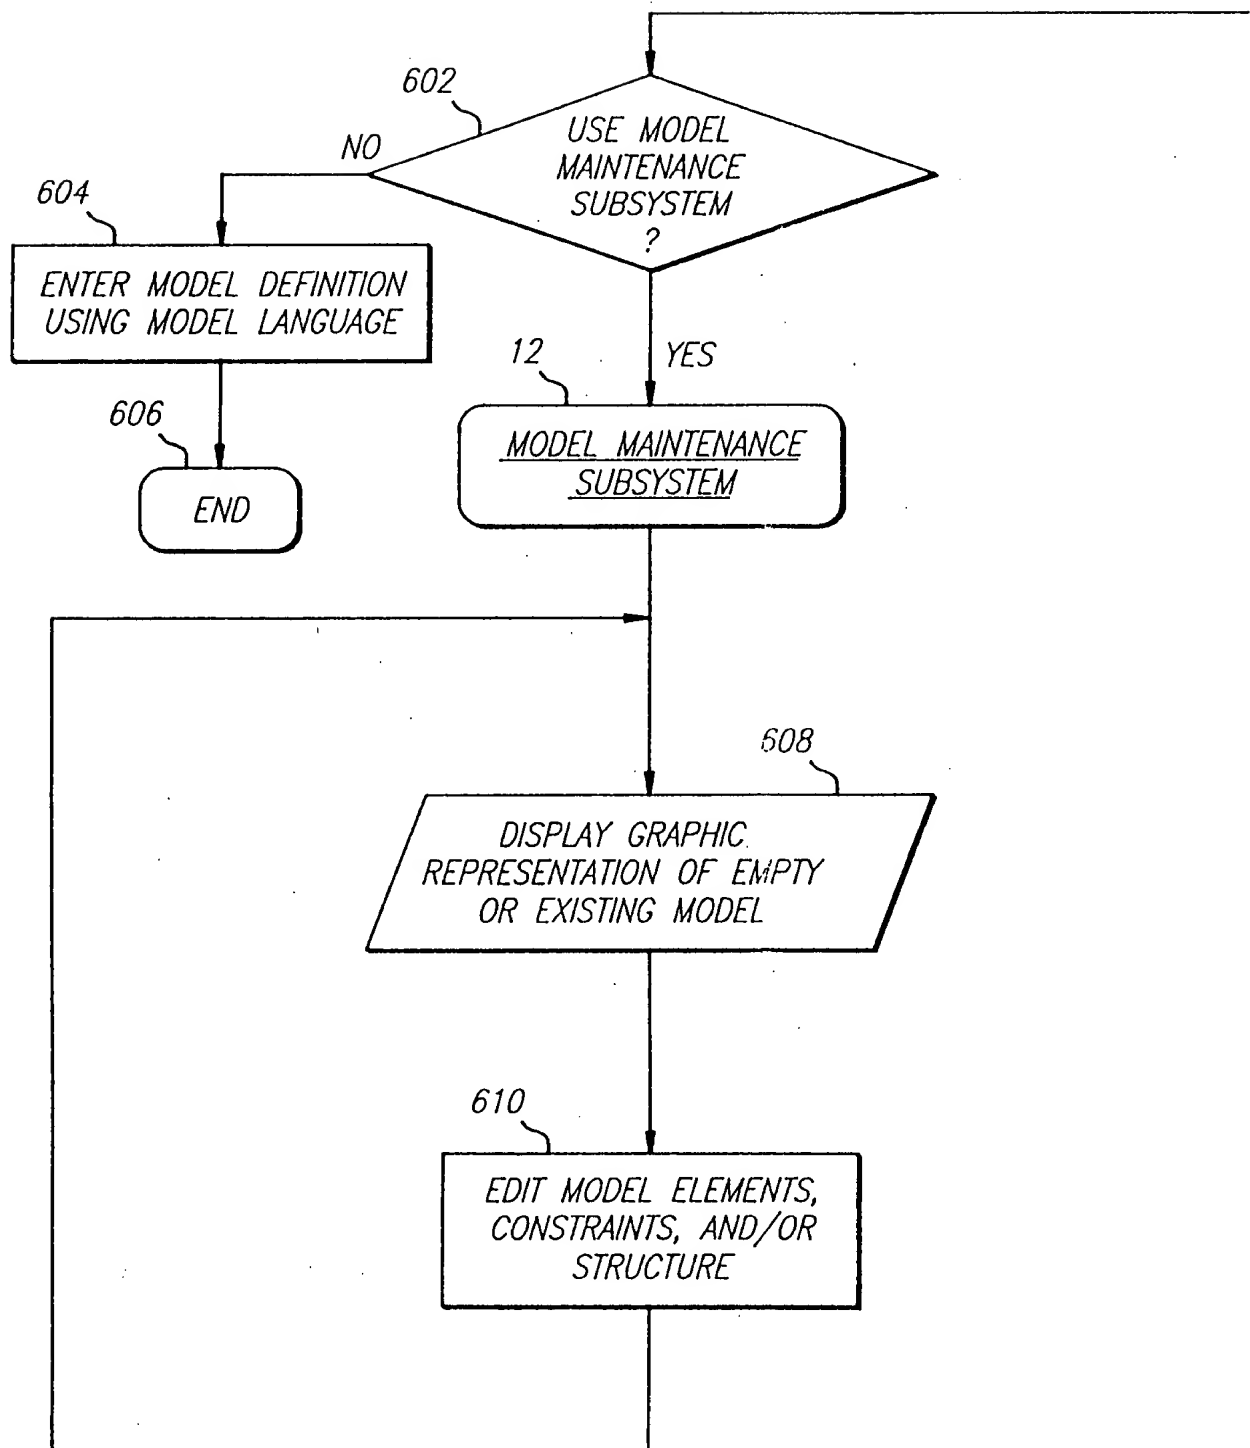 602
USE MODEL
MAINTENANCE
SUBSYSTEM
?
NO
604
ENTER MODEL DEFINITION
USING MODEL LANGUAGE
YES
12
606
MODEL MAINTENANCE
SUBSYSTEM
END
608
DISPLAY GRAPHIC
REPRESENTATION OF EMPTY
OR EXISTING MODEL
610
EDIT MODEL ELEMENTS,
CONSTRAINTS, AND/OR
STRUCTURE